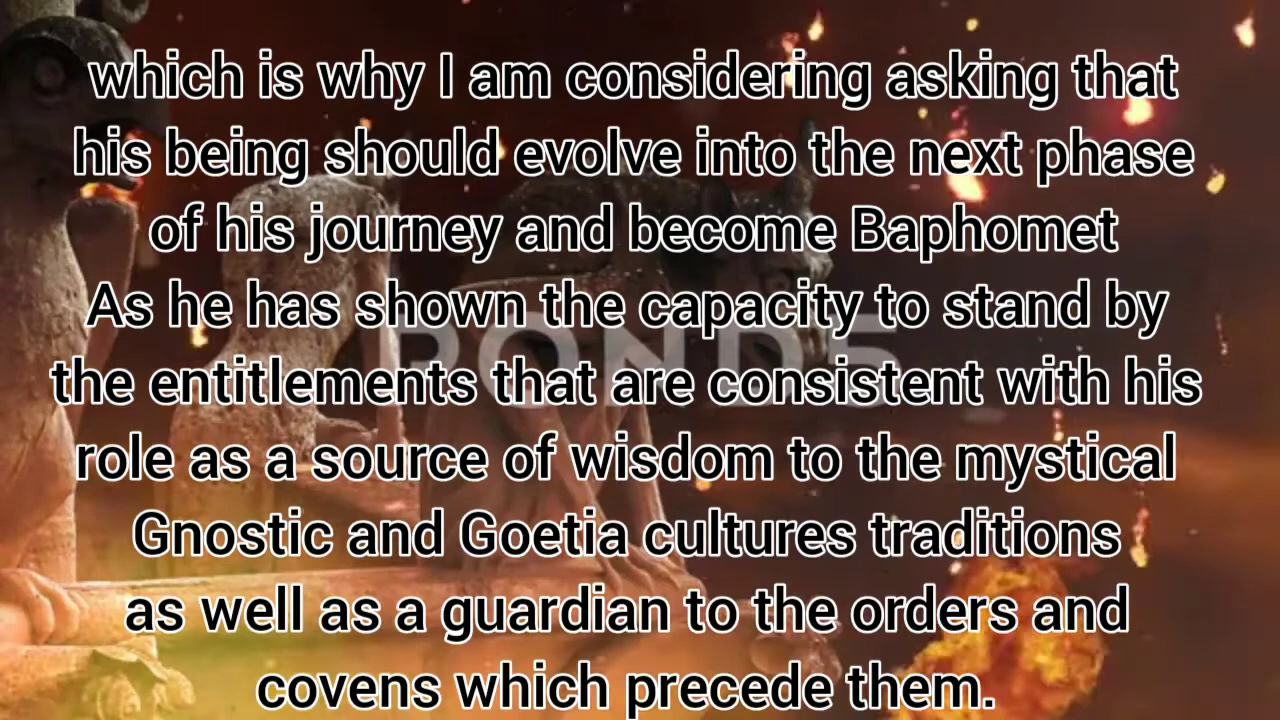 which is why I am considering asking that
his being should evolve into the next phase
of his journey and become Baphomet
As he has shown the capacity to stand by
the entitlements that are consistent with his
role as a source of wisdom to the mystical
Gnostic and Goetia cultures traditions
as well as a guardian to the orders and
covens which precede them.
POND5